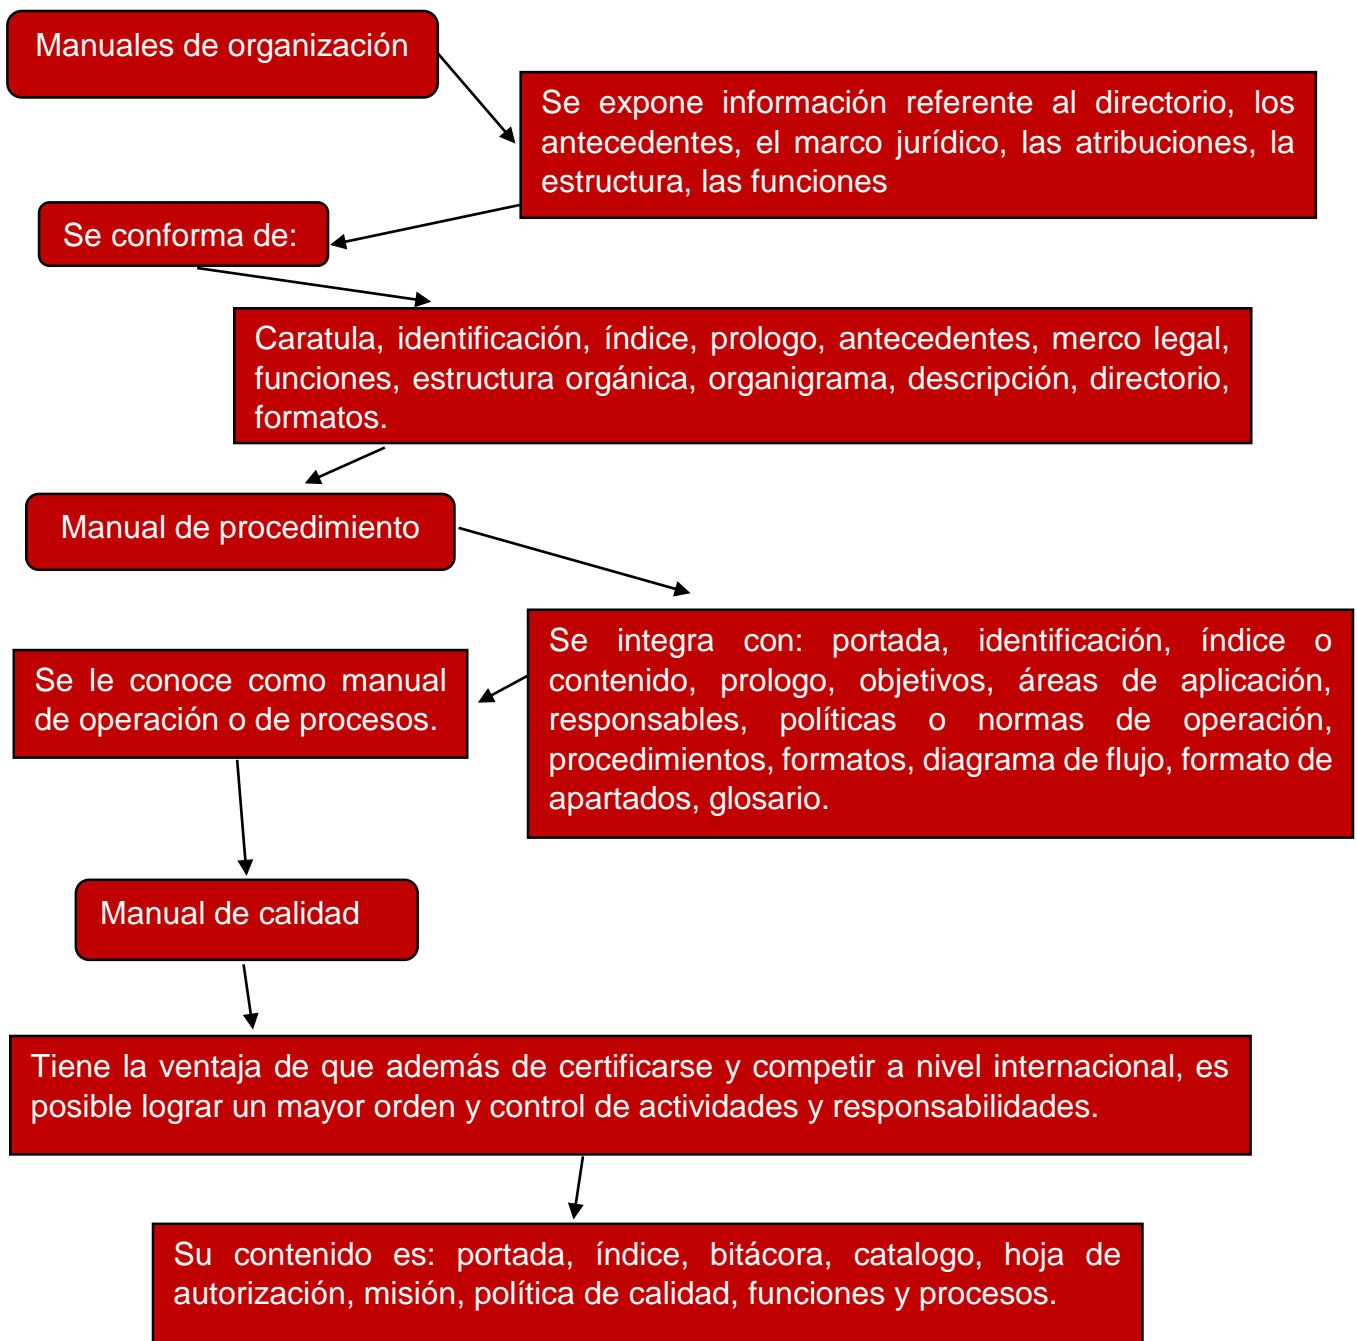 Manuales de organización
Se expone información referente al directorio, los
antecedentes, el marco jurídico, las atribuciones, la
estructura, las funciones
Se conforma de:
Caratula, identificación, índice, prologo, antecedentes, merco legal,
funciones, estructura orgánica, organigrama, descripción, directorio,
formatos.
Manual de procedimiento
Se integra con: portada, identificación, índice o
contenido, prologo, objetivos, áreas de aplicación,
responsables, políticas o normas de operación,
procedimientos, formatos, diagrama de flujo, formato de
apartados, glosario.
Se le conoce como manual
de operación o de procesos.
Manual de calidad
Tiene la ventaja de que además de certificarse y competir a nivel internacional, es
posible lograr un mayor orden y control de actividades y responsabilidades.
Su contenido es: portada, índice, bitácora, catalogo, hoja de
autorización, misión, política de calidad, funciones y procesos.